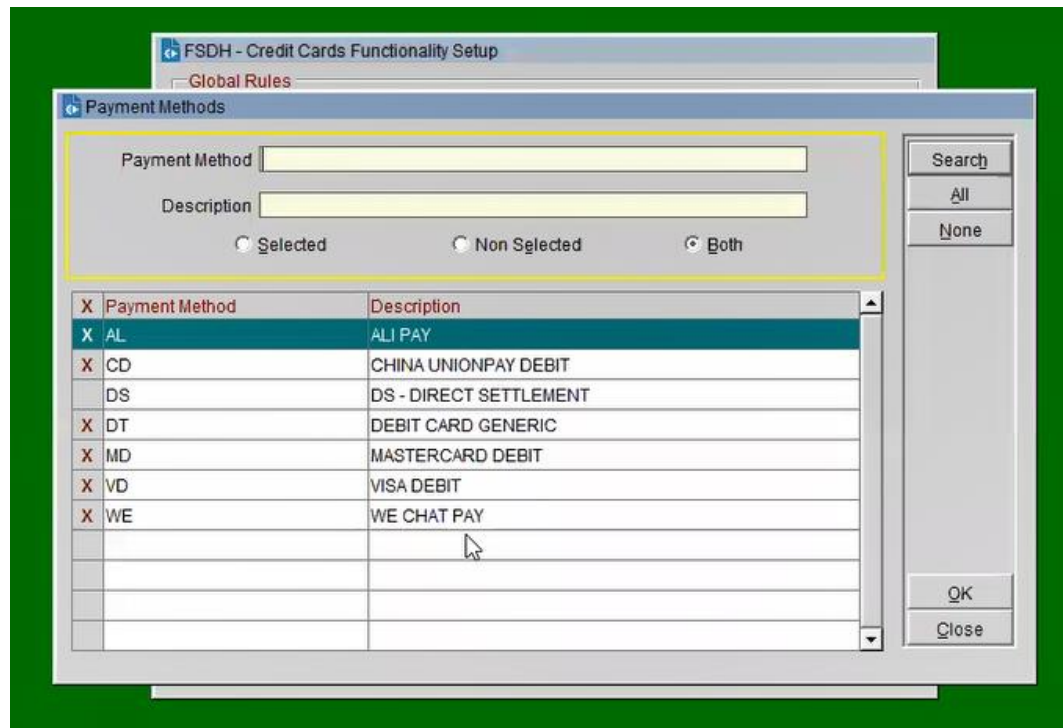 FSDH - Credit Cards Functionality Setup
Global Rules
Payment Methods
Payment Method
Search
Description
All
Selected Non Selected Both
None
X Payment Method Description
X AL ALI PAY
X CD CHINA UNIONPAY DEBIT
DS DS - DIRECT SETTLEMENT
X DT DEBIT CARD GENERIC
X MD MASTERCARD DEBIT
X VD VISA DEBIT
X WE WE CHAT PAY
OK
Close